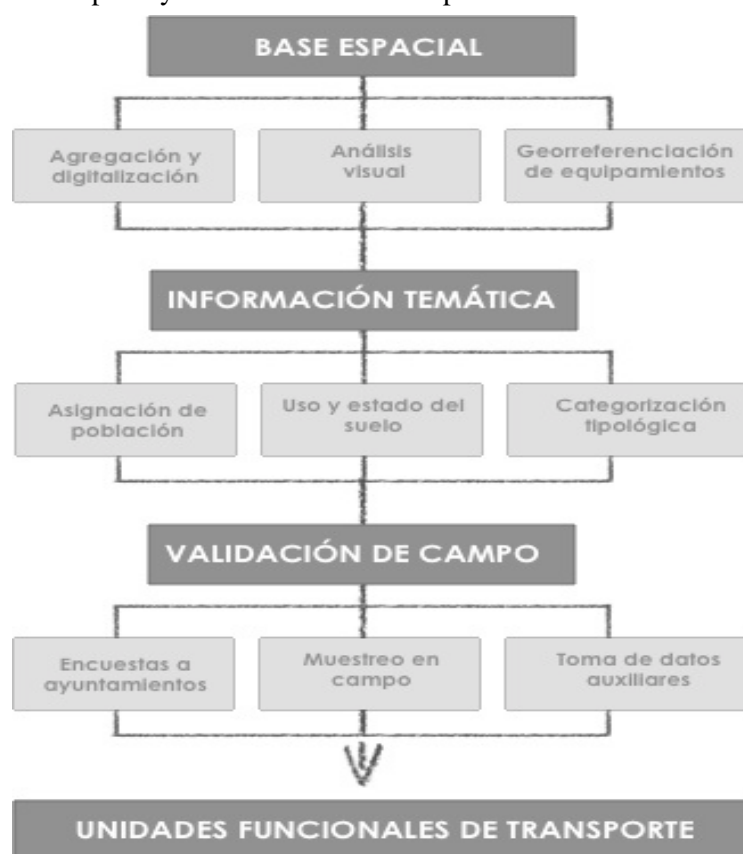 BASE ESPACIAL
Agregación y
digitalización
Análisis
visual
Georreferenciación
de equipamientos
INFORMACIÓN TEMÁTICA
Asignación de
población
Uso y estado del
suelo
Categorización
tipológica
VALIDACIÓN DE CAMPO
Encuestas a
ayuntamientos
Muestreo en
campo
Toma de datos
auxiliares
UNIDADES FUNCIONALES DE TRANSPORTE